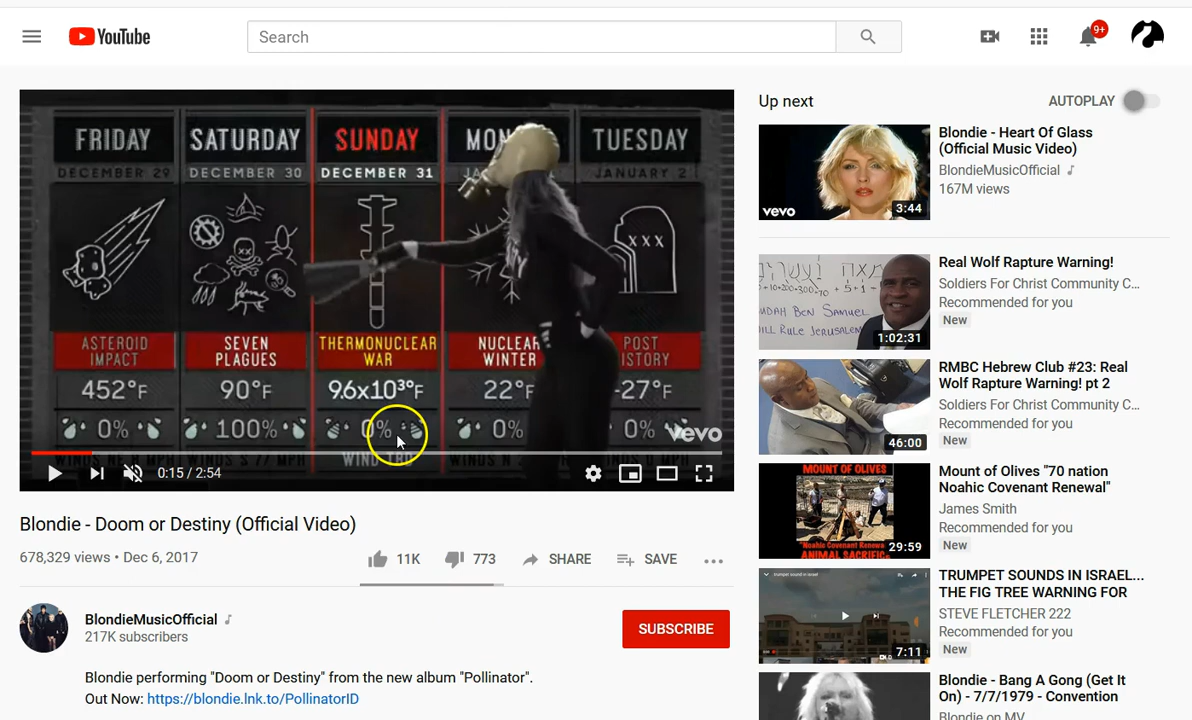 YouTube
Search
9+
FRIDAY SATURDAY SUNDAY MON TUESDAY
DECEMBER 29 DECEMBER 30 DECEMBER 31 JANUARY 2
XXX
ASTEROID IMPACT
SEVEN PLAGUES
THERMONUCLEAR WAR
NUCLEAR WINTER
POST
452°F 90°F 9.6x10³°F 22°F -27°F
0% 100% 0% 0% 0%
vevo
0:15 / 2:54
Blondie - Doom or Destiny (Official Video)
678,329 views • Dec 6, 2017
11K 773 SHARE SAVE
BlondieMusicOfficial
217K subscribers
SUBSCRIBE
Blondie performing "Doom or Destiny" from the new album "Pollinator".
Out Now: https://blondie.lnk.to/PollinatorID
Up next
AUTOPLAY
vevo
3:44
Blondie - Heart Of Glass
(Official Music Video)
BlondieMusicOfficial
167M views
1:02:31
Real Wolf Rapture Warning!
Soldiers For Christ Community C...
Recommended for you
New
46:00
RMBC Hebrew Club #23: Real
Wolf Rapture Warning! pt 2
Soldiers For Christ Community C...
Recommended for you
New
MOUNT OF OLIVES
ANIMAL SACRIFIC
29:59
Mount of Olives "70 nation
Noahic Covenant Renewal"
James Smith
Recommended for you
New
7:11
TRUMPET SOUNDS IN ISRAEL...
THE FIG TREE WARNING FOR
STEVE FLETCHER 222
Recommended for you
New
Blondie - Bang A Gong (Get It
On) - 7/7/1979 - Convention
Blondie on MV